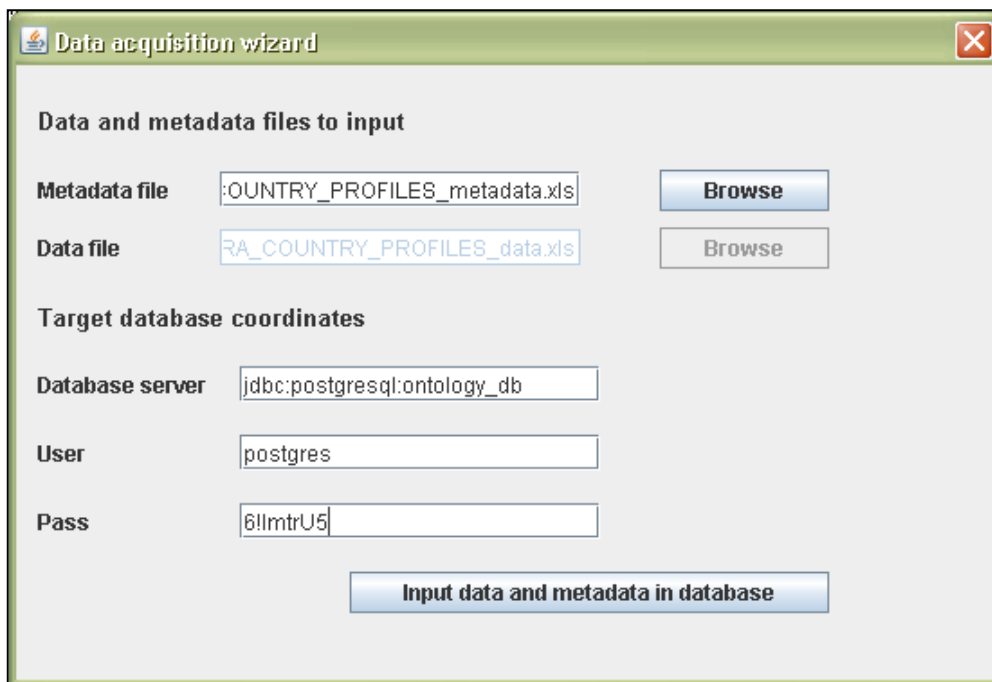 Data acquisition wizard
Data and metadata files to input
Metadata file :OUNTRY_PROFILES_metadata.xls Browse
Data file RA_COUNTRY_PROFILES_data.xls Browse
Target database coordinates
Database server jdbc:postgresql:ontology_db
User postgres
Pass 6!ImtrU5
Input data and metadata in database